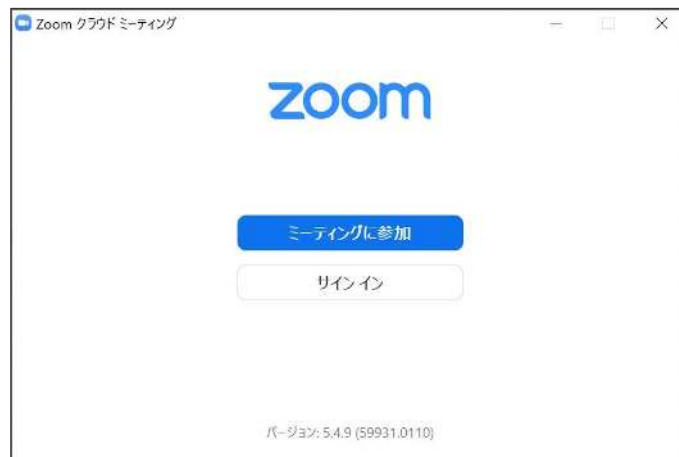 Zoom クラウド ミーティング
zoom
ミーティングに参加
サイン イン
バージョン: 5.4.9 (59931.0110)